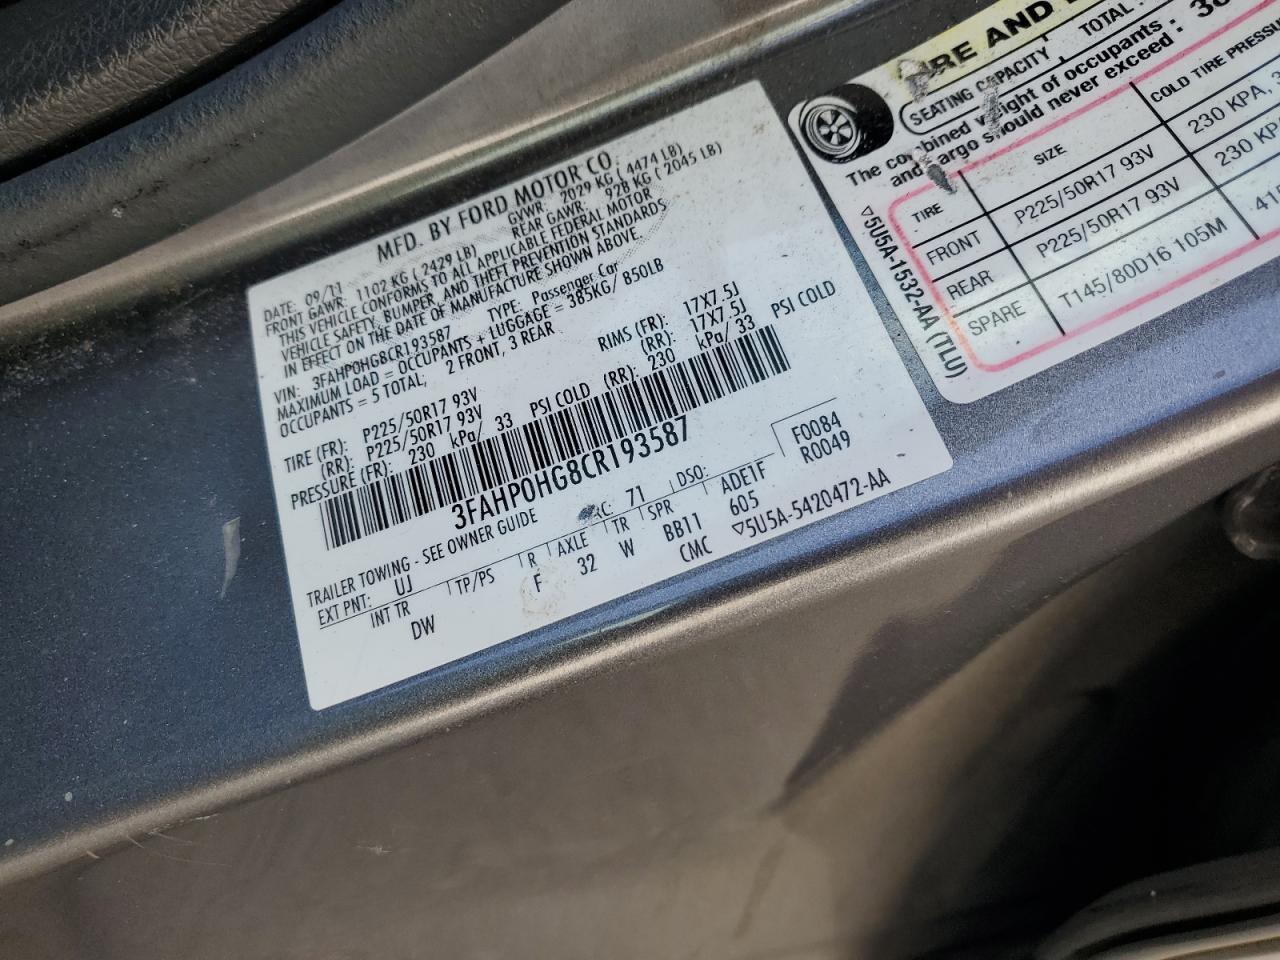 MFD. BY FORD MOTOR CO.
DATE: 09/11 GVWR: 2029 KG ( 4474 LB)
FRONT GAWR: 1102 KG ( 2429 LB) REAR GAWR: 928 KG ( 2045 LB)
THIS VEHICLE CONFORMS TO ALL APPLICABLE FEDERAL MOTOR
VEHICLE SAFETY, BUMPER, AND THEFT PREVENTION STANDARDS
IN EFFECT ON THE DATE OF MANUFACTURE SHOWN ABOVE.
VIN: 3FAHP0HG8CR193587 TYPE: Passenger Car
MAXIMUM LOAD = OCCUPANTS + LUGGAGE = 385KG/ 850LB
OCCUPANTS = 5 TOTAL; 2 FRONT, 3 REAR
TIRE (FR): P225/50R17 93V RIMS (FR): 17X7.5J
(RR): P225/50R17 93V (RR): 17X7.5J
PRESSURE (FR): 230 kPa/ 33 PSI COLD (RR): 230 kPa/ 33 PSI COLD
3FAHP0HG8CR193587
TRAILER TOWING - SEE OWNER GUIDE
EXT PNT: UJ RC: 71 DSO: F0084
R0049
INT TR TP/PS R AXLE TR SPR ADE1F
DW F 32 W BB11 605
CMC ▽5U5A-5420472-AA
TIRE AND
SEATING CAPACITY TOTAL
The combined weight of occupants
and cargo should never exceed : 38
TIRE SIZE COLD TIRE PRESSU
FRONT P225/50R17 93V 230 KPA, 3
REAR P225/50R17 93V 230 KP
SPARE T145/80D16 105M 41
▽5U5A-1532-AA (TLU)